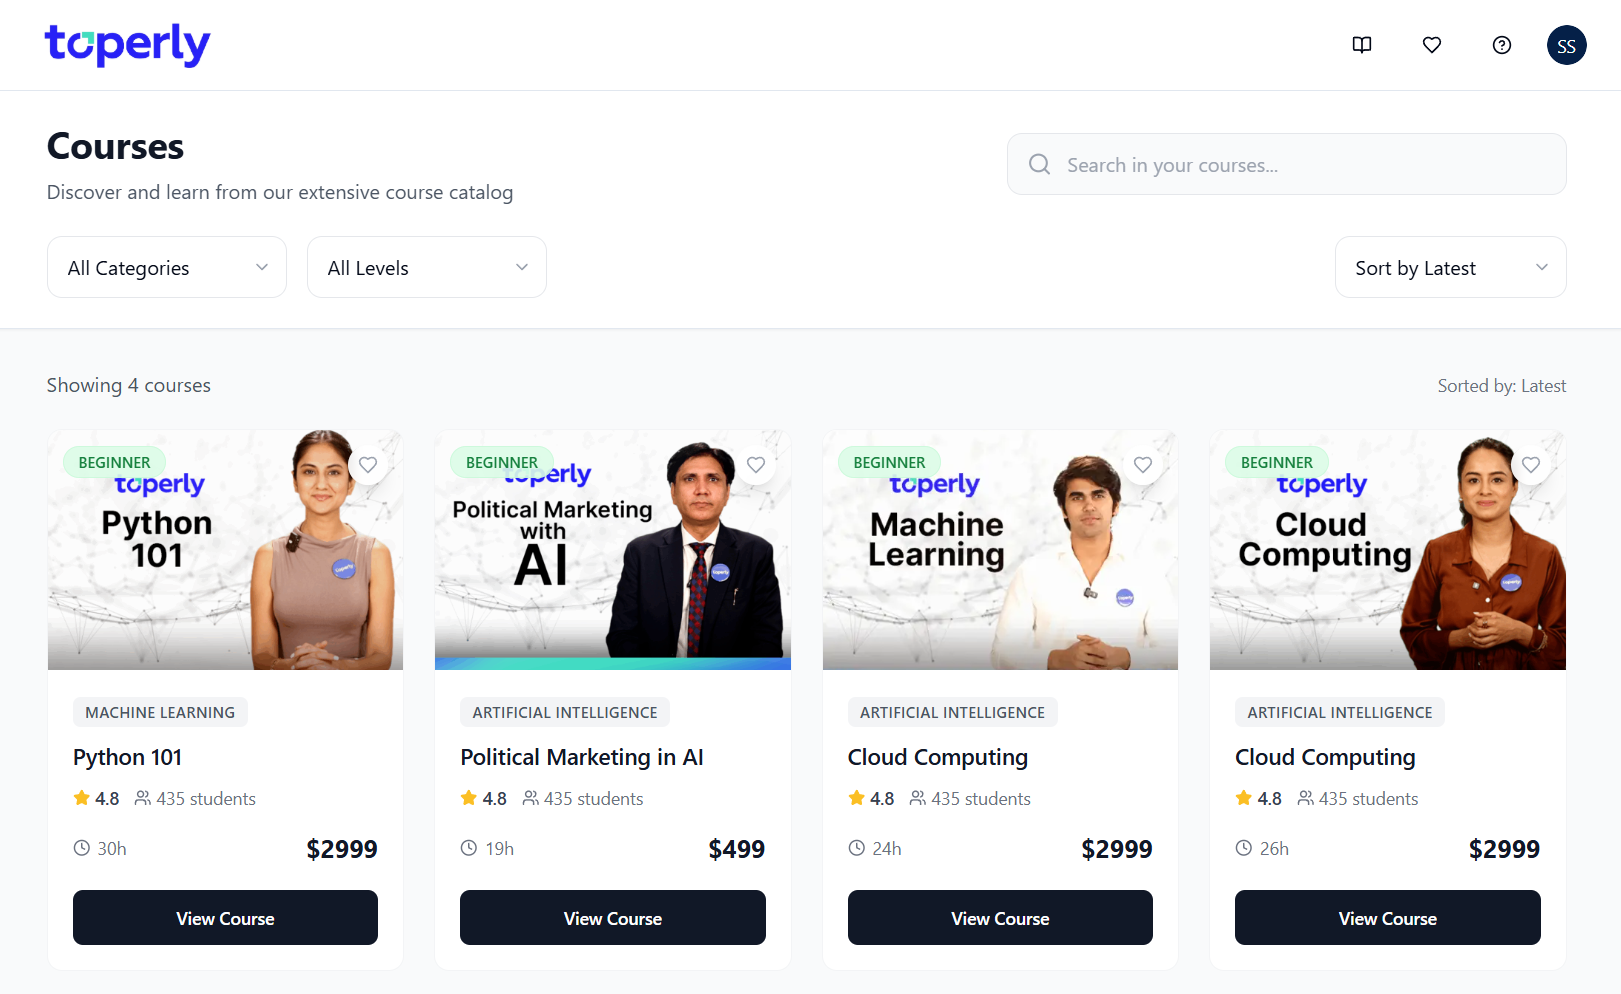 toperly
SS
Courses
Discover and learn from our extensive course catalog
Search in your courses...
All Categories
All Levels
Sort by Latest
Showing 4 courses
Sorted by: Latest
BEGINNER
toperly
Python
101
toperly
MACHINE LEARNING
Python 101
4.8 435 students
30h $2999
View Course
BEGINNER
toperly
Political Marketing
with
AI
toperly
ARTIFICIAL INTELLIGENCE
Political Marketing in AI
4.8 435 students
19h $499
View Course
BEGINNER
toperly
Machine
Learning
toperly
ARTIFICIAL INTELLIGENCE
Cloud Computing
4.8 435 students
24h $2999
View Course
BEGINNER
toperly
Cloud
Computing
toperly
ARTIFICIAL INTELLIGENCE
Cloud Computing
4.8 435 students
26h $2999
View Course